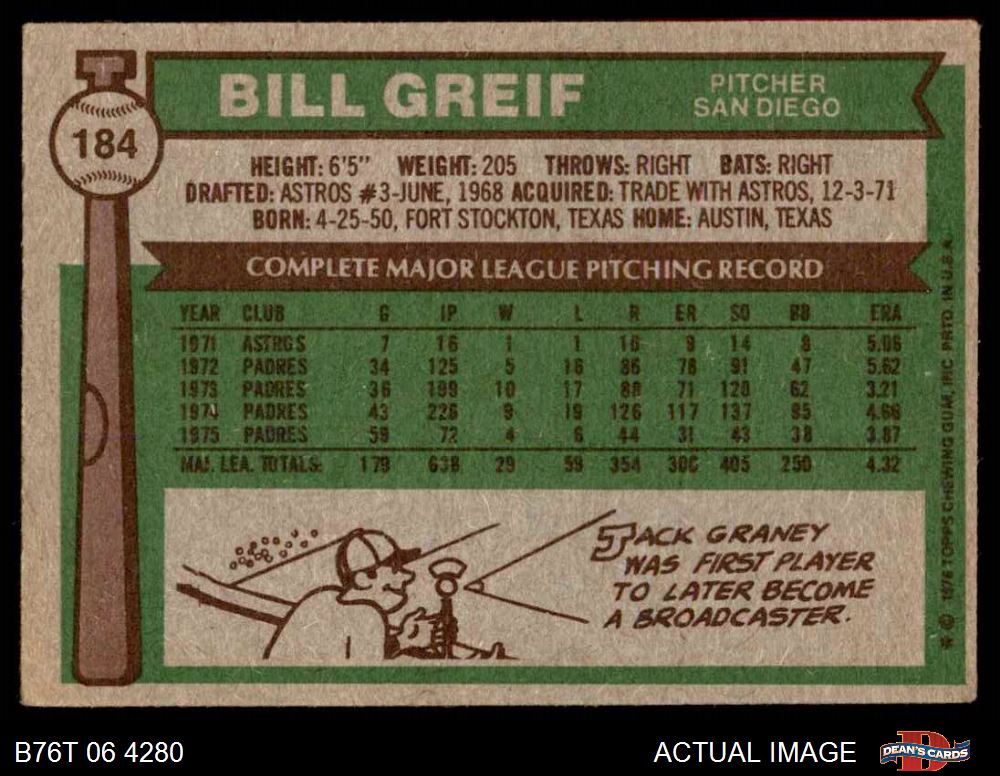 BILL GREIF
PITCHER
SAN DIEGO
184
HEIGHT: 6'5" WEIGHT: 205 THROWS: RIGHT BATS: RIGHT
DRAFTED: ASTROS #3-JUNE, 1968 ACQUIRED: TRADE WITH ASTROS, 12-3-71
BORN: 4-25-50, FORT STOCKTON, TEXAS HOME: AUSTIN, TEXAS
COMPLETE MAJOR LEAGUE PITCHING RECORD
YEAR CLUB G IP W L R ER SO BB ERA
1971 ASTROS 7 16 1 1 10 9 14 8 5.06
1972 PADRES 34 125 5 16 86 78 91 47 5.62
1973 PADRES 36 199 10 17 88 71 120 62 3.21
1974 PADRES 43 226 9 19 126 117 137 95 4.66
1975 PADRES 59 72 4 6 44 31 43 38 3.87
MAJ. LEA. TOTALS: 179 638 29 59 354 306 405 250 4.32
JACK GRANEY
WAS FIRST PLAYER
TO LATER BECOME
A BROADCASTER.
* © 1976 TOPPS CHEWING GUM, INC. PRTD. IN U.S.A.
B76T 06 4280
ACTUAL IMAGE
DEAN'S CARDS